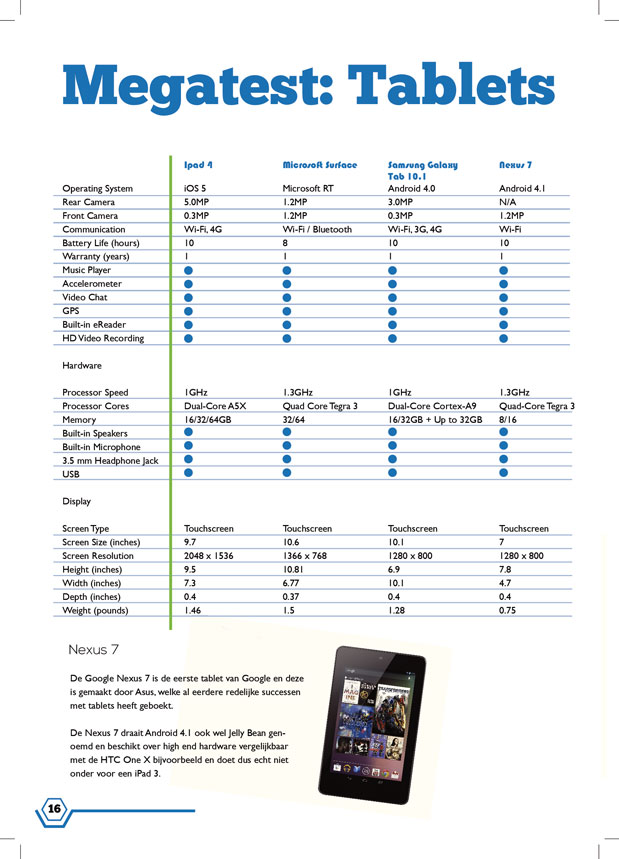 Megatest: Tablets
Ipad 4 Microsoft Surface Samsung Galaxy Tab 10.1 Nexus 7
Operating System iOS 5 Microsoft RT Android 4.0 Android 4.1
Rear Camera 5.0MP 1.2MP 3.0MP N/A
Front Camera 0.3MP 1.2MP 0.3MP 1.2MP
Communication Wi-Fi, 4G Wi-Fi / Bluetooth Wi-Fi, 3G, 4G Wi-Fi
Battery Life (hours) 10 8 10 10
Warranty (years) 1 1 1 1
Music Player
Accelerometer
Video Chat
GPS
Built-in eReader
HD Video Recording
Hardware
Processor Speed 1GHz 1.3GHz 1GHz 1.3GHz
Processor Cores Dual-Core A5X Quad Core Tegra 3 Dual-Core Cortex-A9 Quad-Core Tegra 3
Memory 16/32/64GB 32/64 16/32GB + Up to 32GB 8/16
Built-in Speakers
Built-in Microphone
3.5 mm Headphone Jack
USB
Display
Screen Type Touchscreen Touchscreen Touchscreen Touchscreen
Screen Size (inches) 9.7 10.6 10.1 7
Screen Resolution 2048 x 1536 1366 x 768 1280 x 800 1280 x 800
Height (inches) 9.5 10.81 6.9 7.8
Width (inches) 7.3 6.77 10.1 4.7
Depth (inches) 0.4 0.37 0.4 0.4
Weight (pounds) 1.46 1.5 1.28 0.75
Nexus 7
De Google Nexus 7 is de eerste tablet van Google en deze
is gemaakt door Asus, welke al eerdere redelijke successen
met tablets heeft geboekt.
De Nexus 7 draait Android 4.1 ook wel Jelly Bean gen-
oemd en beschikt over high end hardware vergelijkbaar
met de HTC One X bijvoorbeeld en doet dus echt niet
onder voor een iPad 3.
16